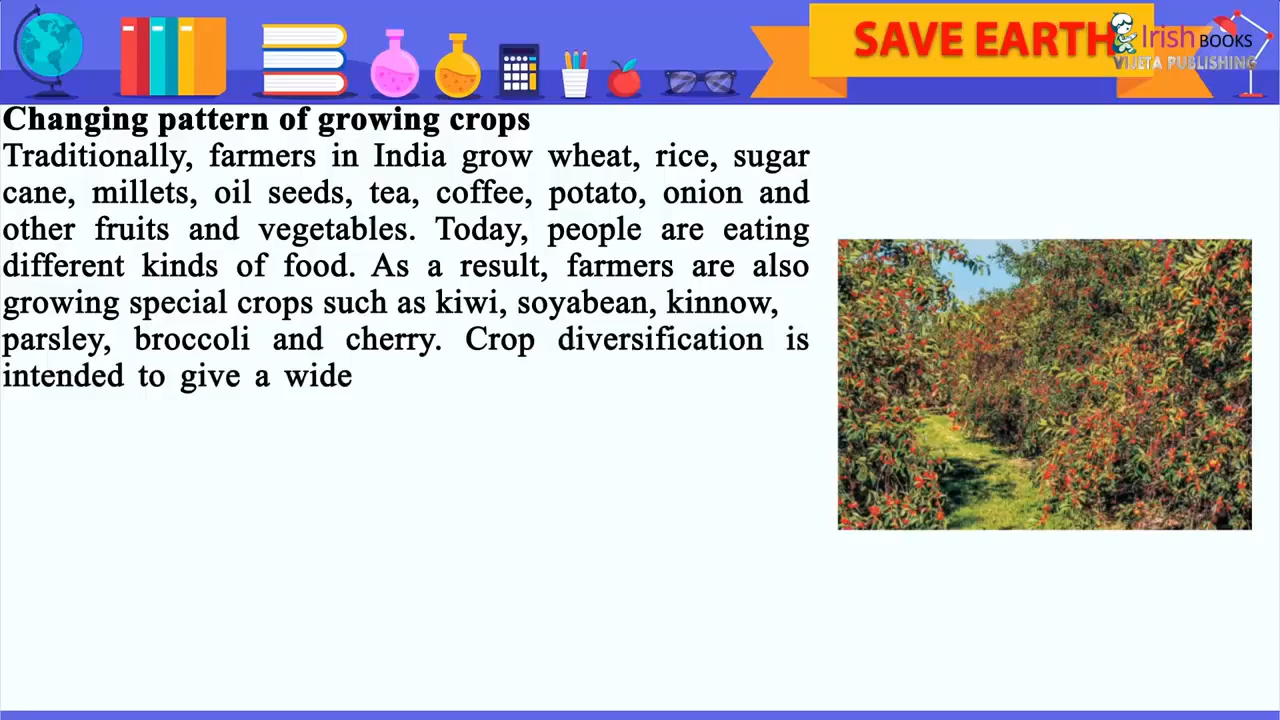 SAVE EARTH
Irish BOOKS
VIJETA PUBLISHING
Changing pattern of growing crops
Traditionally, farmers in India grow wheat, rice, sugar
cane, millets, oil seeds, tea, coffee, potato, onion and
other fruits and vegetables. Today, people are eating
different kinds of food. As a result, farmers are also
growing special crops such as kiwi, soyabean, kinnow,
parsley, broccoli and cherry. Crop diversification is
intended to give a wide